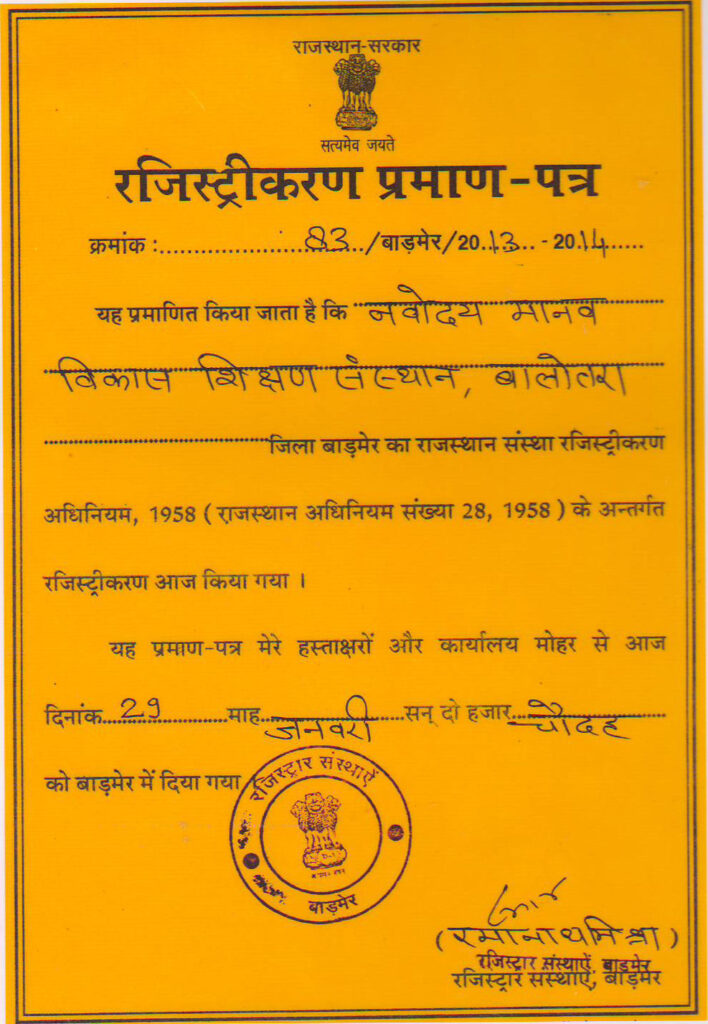 राजस्थान-सरकार
सत्यमेव जयते
रजिस्ट्रीकरण प्रमाण-पत्र
क्रमांक :........................83.../बाड़मेर/20.13.. - 2014......
यह प्रमाणित किया जाता है कि नवोदय मानव
विकास शिक्षण संस्थान, बालोतरा
........................................जिला बाड़मेर का राजस्थान संस्था रजिस्ट्रीकरण
अधिनियम, 1958 ( राजस्थान अधिनियम संख्या 28, 1958 ) के अन्तर्गत
रजिस्ट्रीकरण आज किया गया ।
यह प्रमाण-पत्र मेरे हस्ताक्षरों और कार्यालय मोहर से आज
दिनांक 29 माह जनवरी सन् दो हजार चौदह
को बाड़मेर में दिया गया
रजिस्ट्रार संस्थाऐं
बाड़मेर
(रमानाथ मिश्रा)
रजिस्ट्रार संस्थाऐं, बाड़मेर
रजिस्ट्रार संस्थाऐं, बाड़मेर